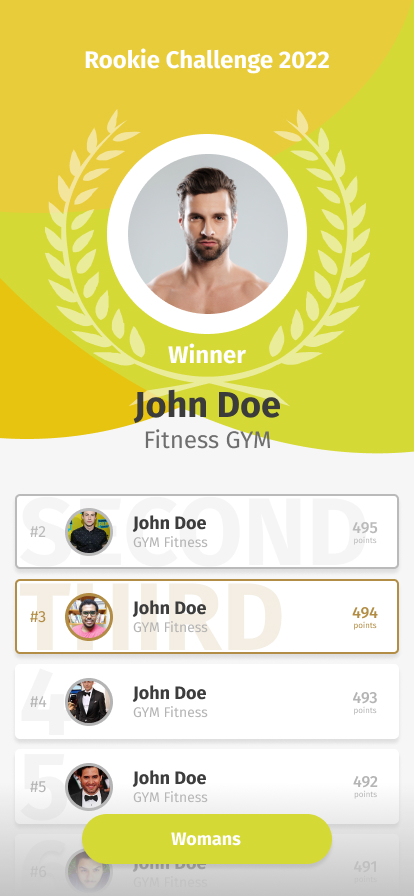 Rookie Challenge 2022
Winner
John Doe
Fitness GYM
SECOND
#2
John Doe
GYM Fitness
495
points
THIRD
#3
John Doe
GYM Fitness
494
points
4
#4
John Doe
GYM Fitness
493
points
5
#5
John Doe
GYM Fitness
492
points
Womans
6
#6
John Doe
491
points